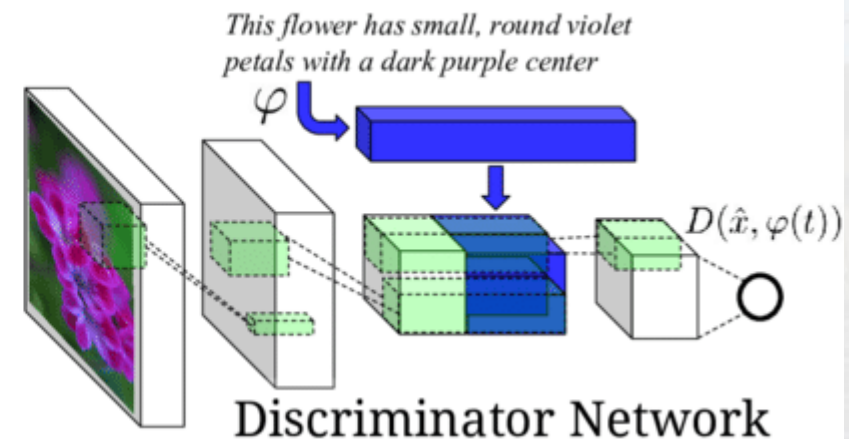 This flower has small, round violet
petals with a dark purple center
φ
D(x̂, φ(t))
Discriminator Network